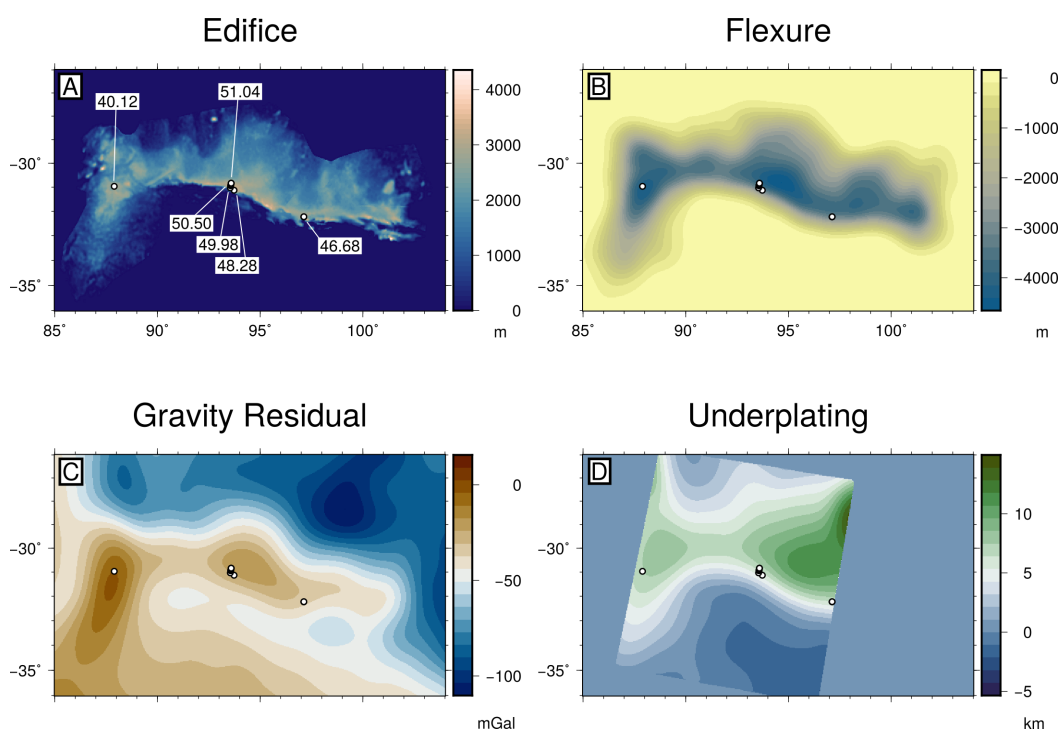 Edifice
Flexure
A
40.12
51.04
50.50
49.98
48.28
46.68
−30˚
−35˚
85˚ 90˚ 95˚ 100˚
4000
3000
2000
1000
0
m
B
−30˚
−35˚
85˚ 90˚ 95˚ 100˚
0
−1000
−2000
−3000
−4000
m
Gravity Residual
Underplating
C
−30˚
−35˚
0
−50
−100
mGal
D
−30˚
−35˚
10
5
0
−5
km